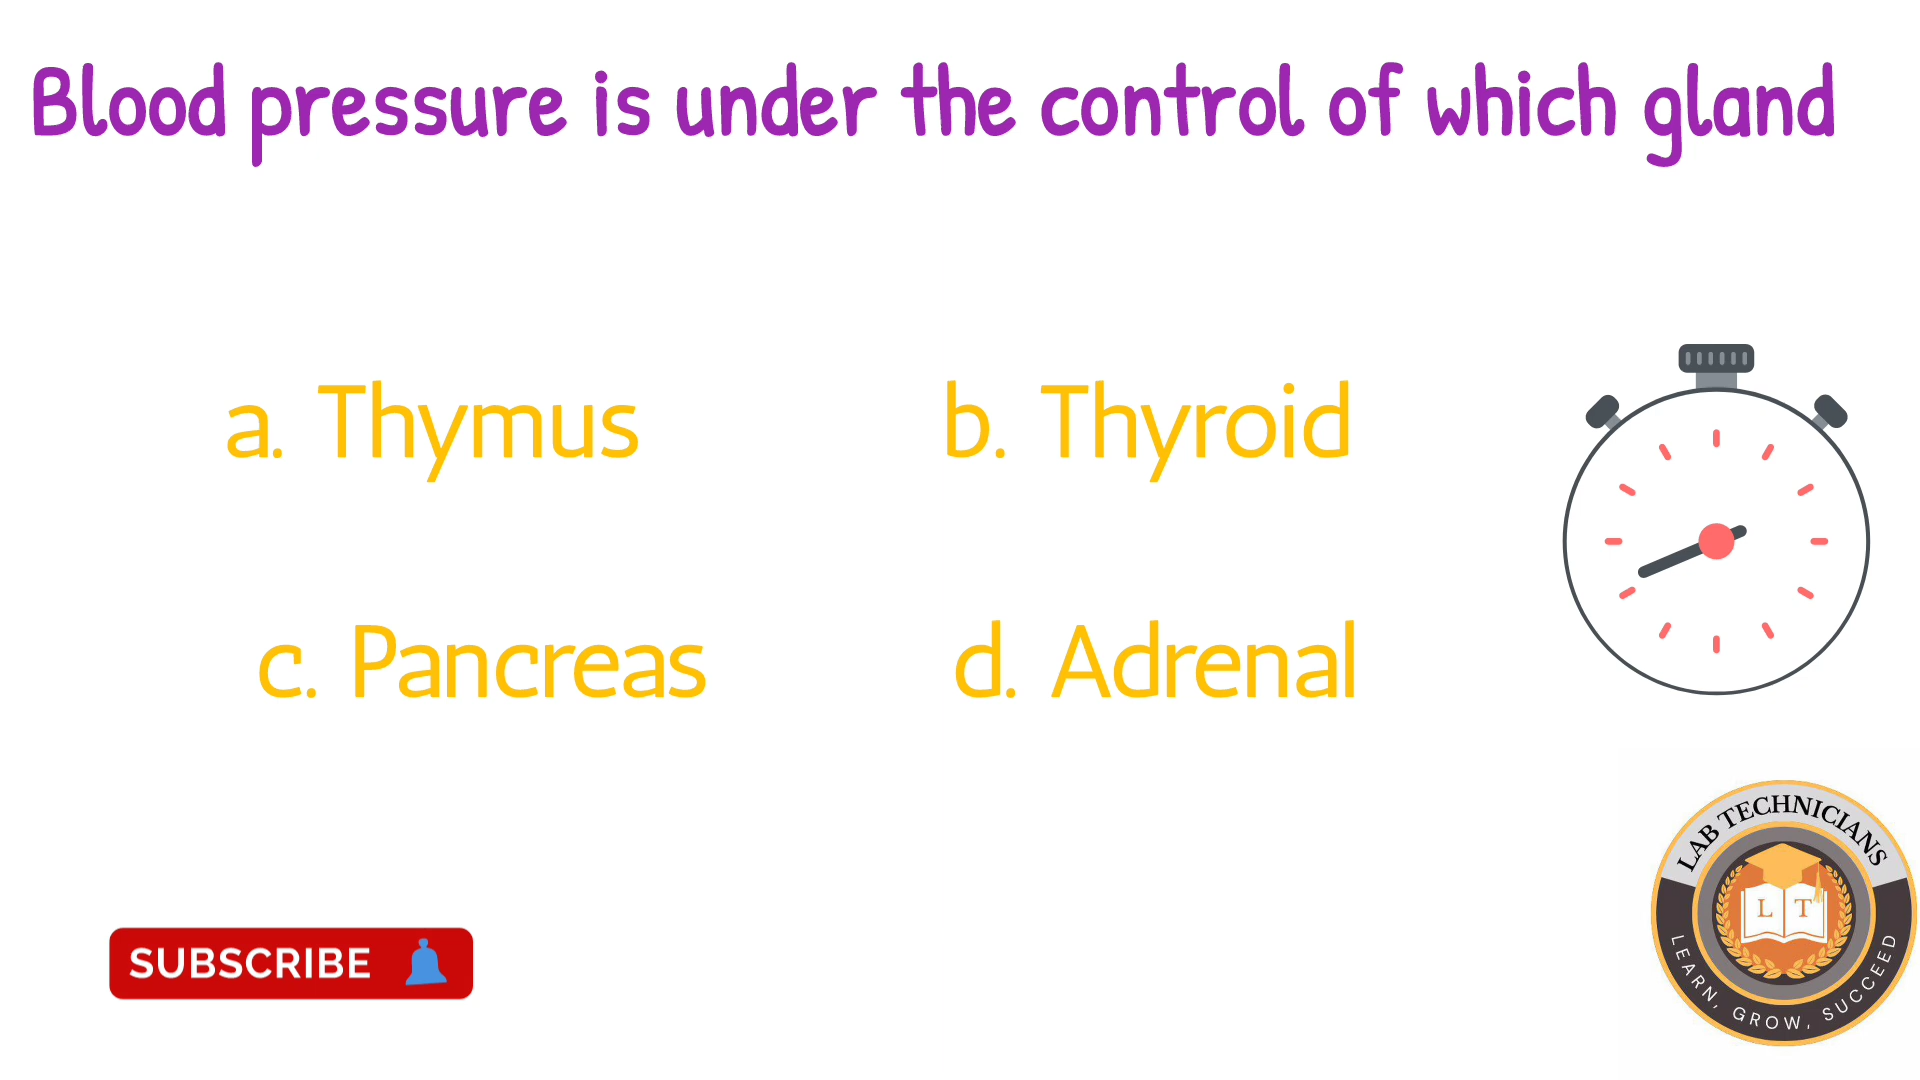 Blood pressure is under the control of which gland
a. Thymus
b. Thyroid
c. Pancreas
d. Adrenal
SUBSCRIBE
LAB TECHNICIANS
L T
LEARN, GROW, SUCCEED